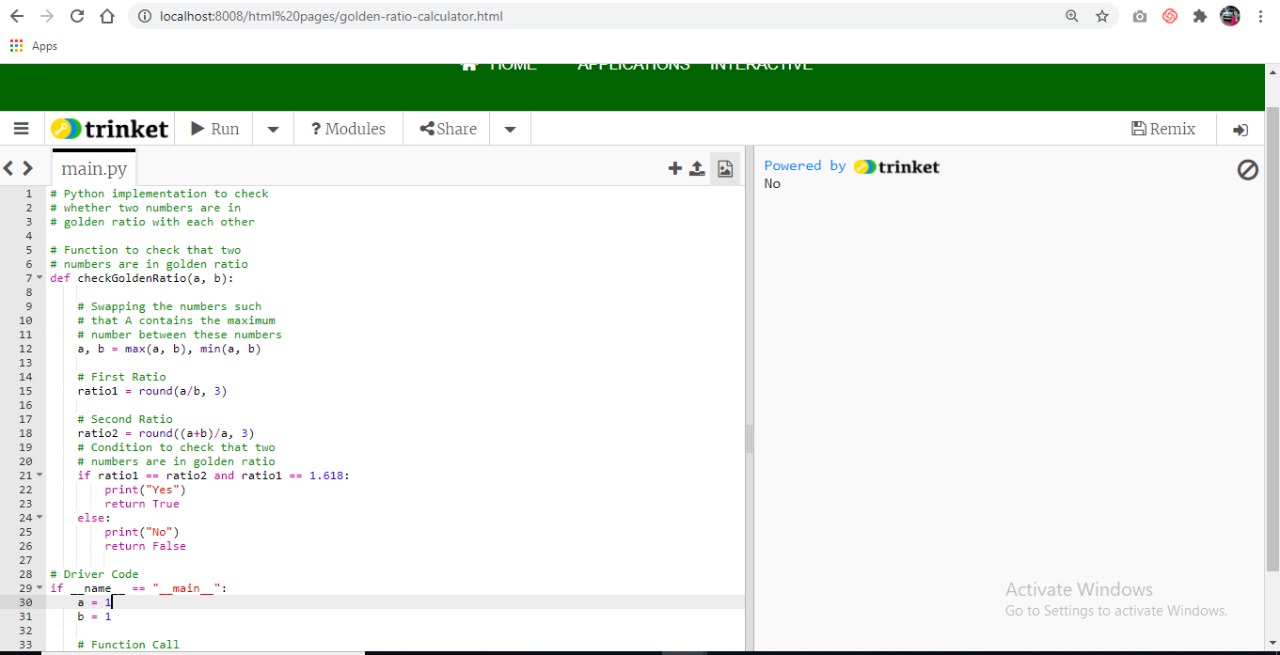 localhost:8008/html%20pages/golden-ratio-calculator.html
Apps
HOME APPLICATIONS INTERACTIVE
trinket Run ? Modules Share Remix
main.py
Powered by trinket
No
1 # Python implementation to check
2 # whether two numbers are in
3 # golden ratio with each other
4
5 # Function to check that two
6 # numbers are in golden ratio
7 def checkGoldenRatio(a, b):
8
9 # Swapping the numbers such
10 # that A contains the maximum
11 # number between these numbers
12 a, b = max(a, b), min(a, b)
13
14 # First Ratio
15 ratio1 = round(a/b, 3)
16
17 # Second Ratio
18 ratio2 = round((a+b)/a, 3)
19 # Condition to check that two
20 # numbers are in golden ratio
21 if ratio1 == ratio2 and ratio1 == 1.618:
22 print("Yes")
23 return True
24 else:
25 print("No")
26 return False
27
28 # Driver Code
29 if __name__ == "__main__":
30 a = 1
31 b = 1
32
33 # Function Call
Activate Windows
Go to Settings to activate Windows.